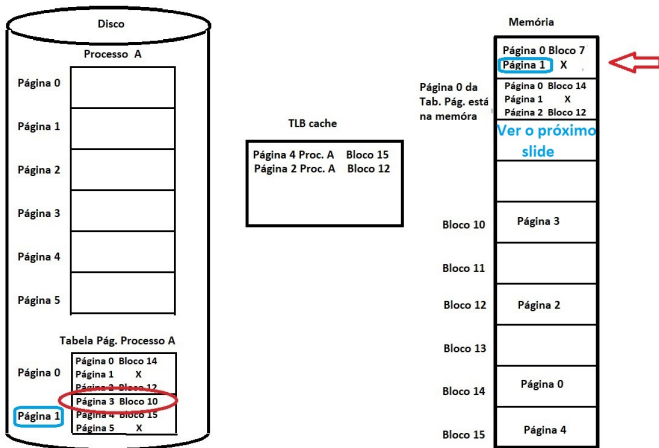 Disco
Processo A
Página 0
Página 1
Página 2
Página 3
Página 4
Página 5
Tabela Pág. Processo A
Página 0
Página 0 Bloco 14
Página 1 X
Página 2 Bloco 12
Página 1
Página 3 Bloco 10
Página 4 Bloco 15
Página 5 X
TLB cache
Página 4 Proc. A Bloco 15
Página 2 Proc. A Bloco 12
Memória
Página 0 Bloco 7
Página 1 X
Página 0 da
Tab. Pág. está
na memóra
Página 0 Bloco 14
Página 1 X
Página 2 Bloco 12
Ver o próximo
slide
Bloco 10 Página 3
Bloco 11
Bloco 12 Página 2
Bloco 13
Bloco 14 Página 0
Bloco 15 Página 4